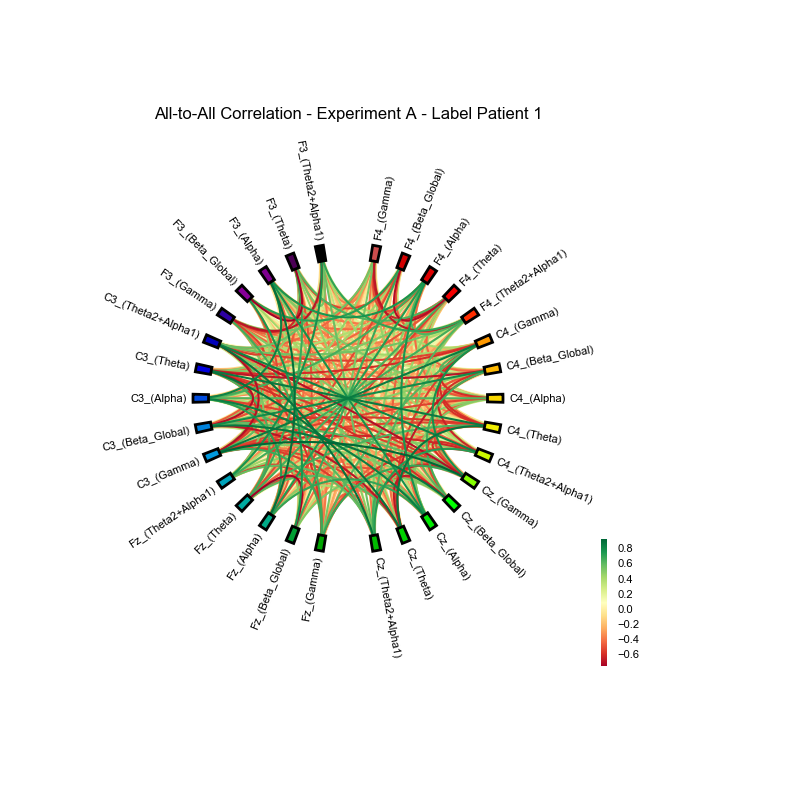 All-to-All Correlation - Experiment A - Label Patient 1
F3_(Theta2+Alpha1)
F3_(Theta)
F3_(Alpha)
F3_(Beta_Global)
F3_(Gamma)
C3_(Theta2+Alpha1)
C3_(Theta)
C3_(Alpha)
C3_(Beta_Global)
C3_(Gamma)
Fz_(Theta2+Alpha1)
Fz_(Theta)
Fz_(Alpha)
Fz_(Beta_Global)
Fz_(Gamma)
Cz_(Theta2+Alpha1)
Cz_(Theta)
Cz_(Alpha)
Cz_(Beta_Global)
Cz_(Gamma)
C4_(Theta2+Alpha1)
C4_(Theta)
C4_(Alpha)
C4_(Beta_Global)
C4_(Gamma)
F4_(Theta2+Alpha1)
F4_(Theta)
F4_(Alpha)
F4_(Beta_Global)
F4_(Gamma)
0.8
0.6
0.4
0.2
0.0
−0.2
−0.4
−0.6